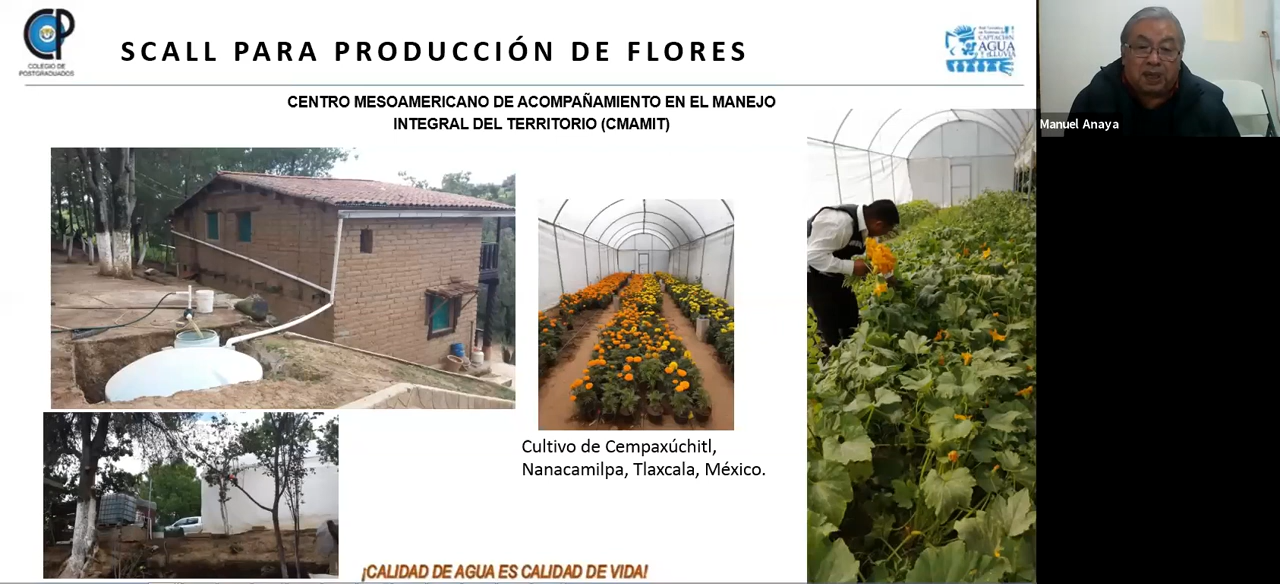 COLEGIO DE
POSTGRADUADOS
SCALL PARA PRODUCCIÓN DE FLORES
CAPTACIÓN
AGUA
CENTRO MESOAMERICANO DE ACOMPAÑAMIENTO EN EL MANEJO
INTEGRAL DEL TERRITORIO (CMAMIT)
Manuel Anaya
Cultivo de Cempaxúchitl,
Nanacamilpa, Tlaxcala, México.
¡CALIDAD DE AGUA ES CALIDAD DE VIDA!